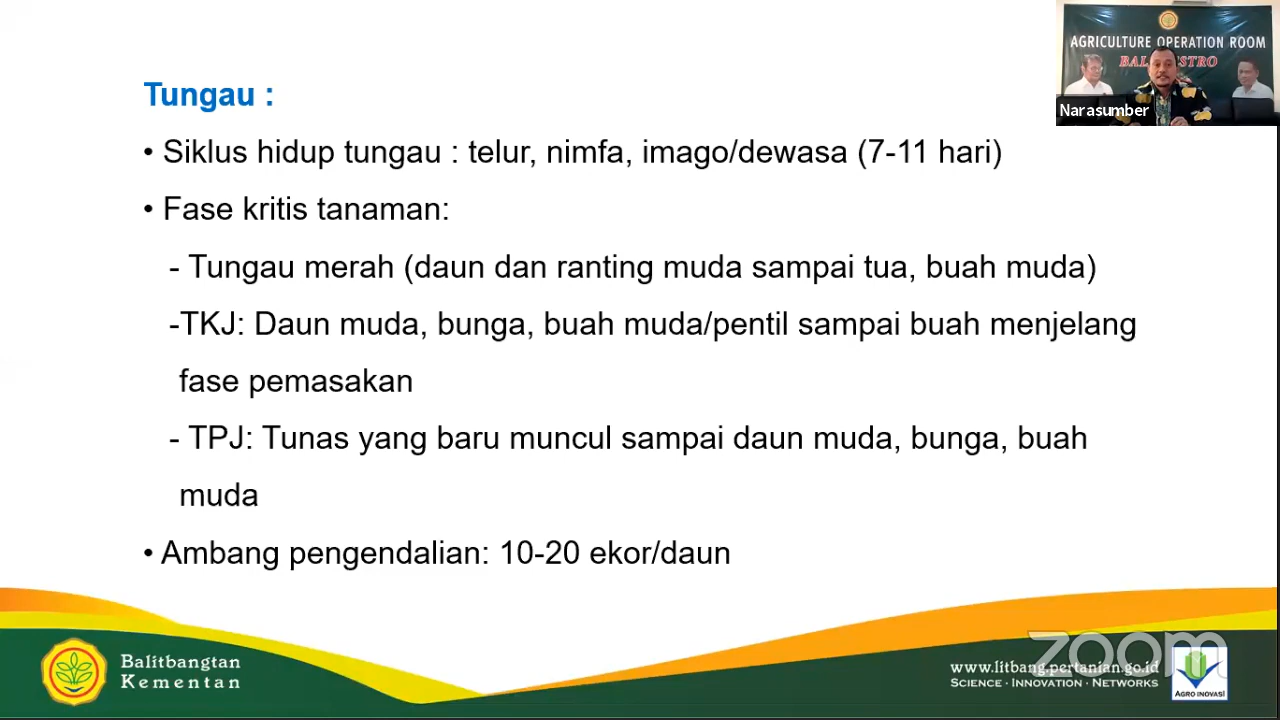 AGRICULTURE OPERATION ROOM
Narasumber
Tungau :
• Siklus hidup tungau : telur, nimfa, imago/dewasa (7-11 hari)
• Fase kritis tanaman:
- Tungau merah (daun dan ranting muda sampai tua, buah muda)
-TKJ: Daun muda, bunga, buah muda/pentil sampai buah menjelang
fase pemasakan
- TPJ: Tunas yang baru muncul sampai daun muda, bunga, buah
muda
• Ambang pengendalian: 10-20 ekor/daun
zoom
Balitbangtan
Kementan
www.litbang.pertanian.go.id
SCIENCE · INNOVATION · NETWORKS
AGRO INOVASI